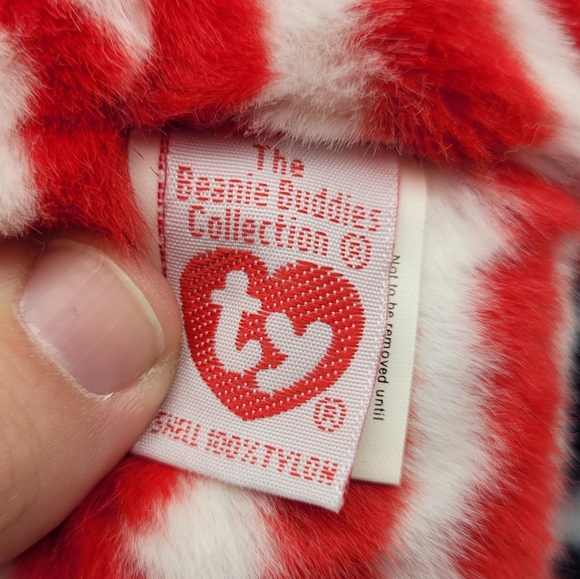 The
Beanie Buddies
Collection ®
ty
®
SHELL 100% TYLON
Not to be removed until